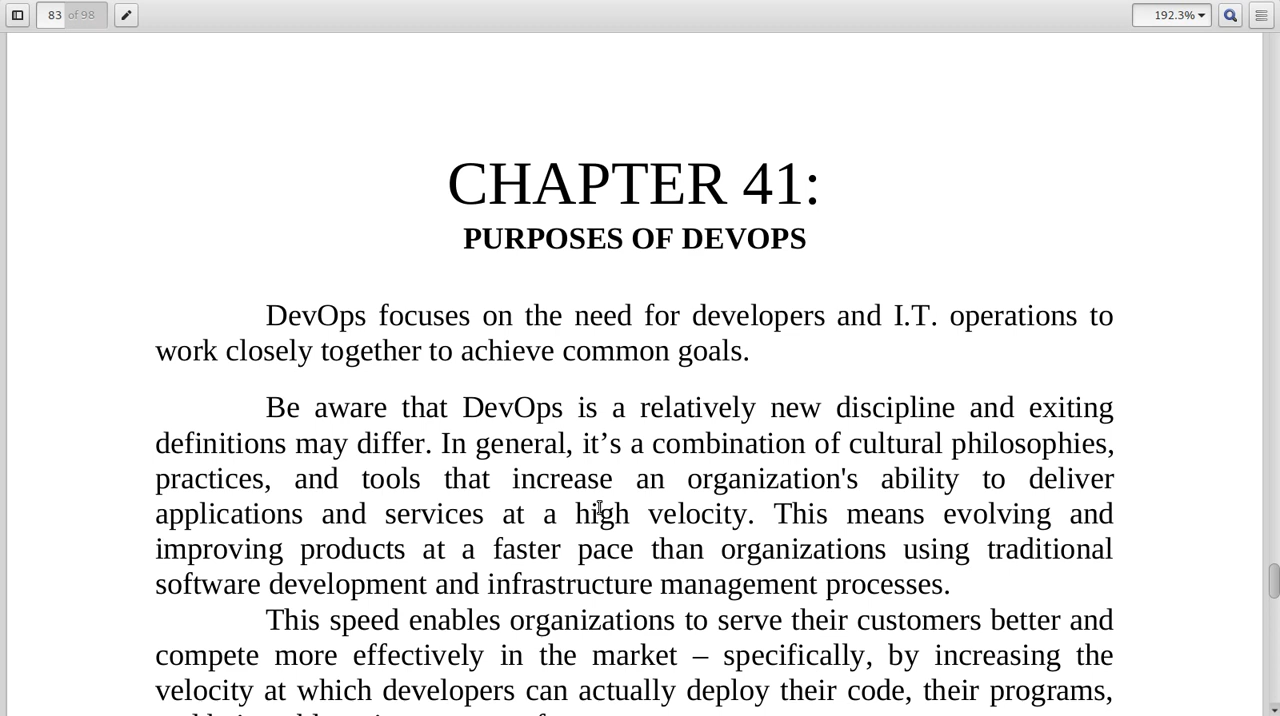 83 of 98
192.3%
CHAPTER 41:
PURPOSES OF DEVOPS
DevOps focuses on the need for developers and I.T. operations to
work closely together to achieve common goals.
Be aware that DevOps is a relatively new discipline and exiting
definitions may differ. In general, it’s a combination of cultural philosophies,
practices, and tools that increase an organization's ability to deliver
applications and services at a high velocity. This means evolving and
improving products at a faster pace than organizations using traditional
software development and infrastructure management processes.
This speed enables organizations to serve their customers better and
compete more effectively in the market – specifically, by increasing the
velocity at which developers can actually deploy their code, their programs,